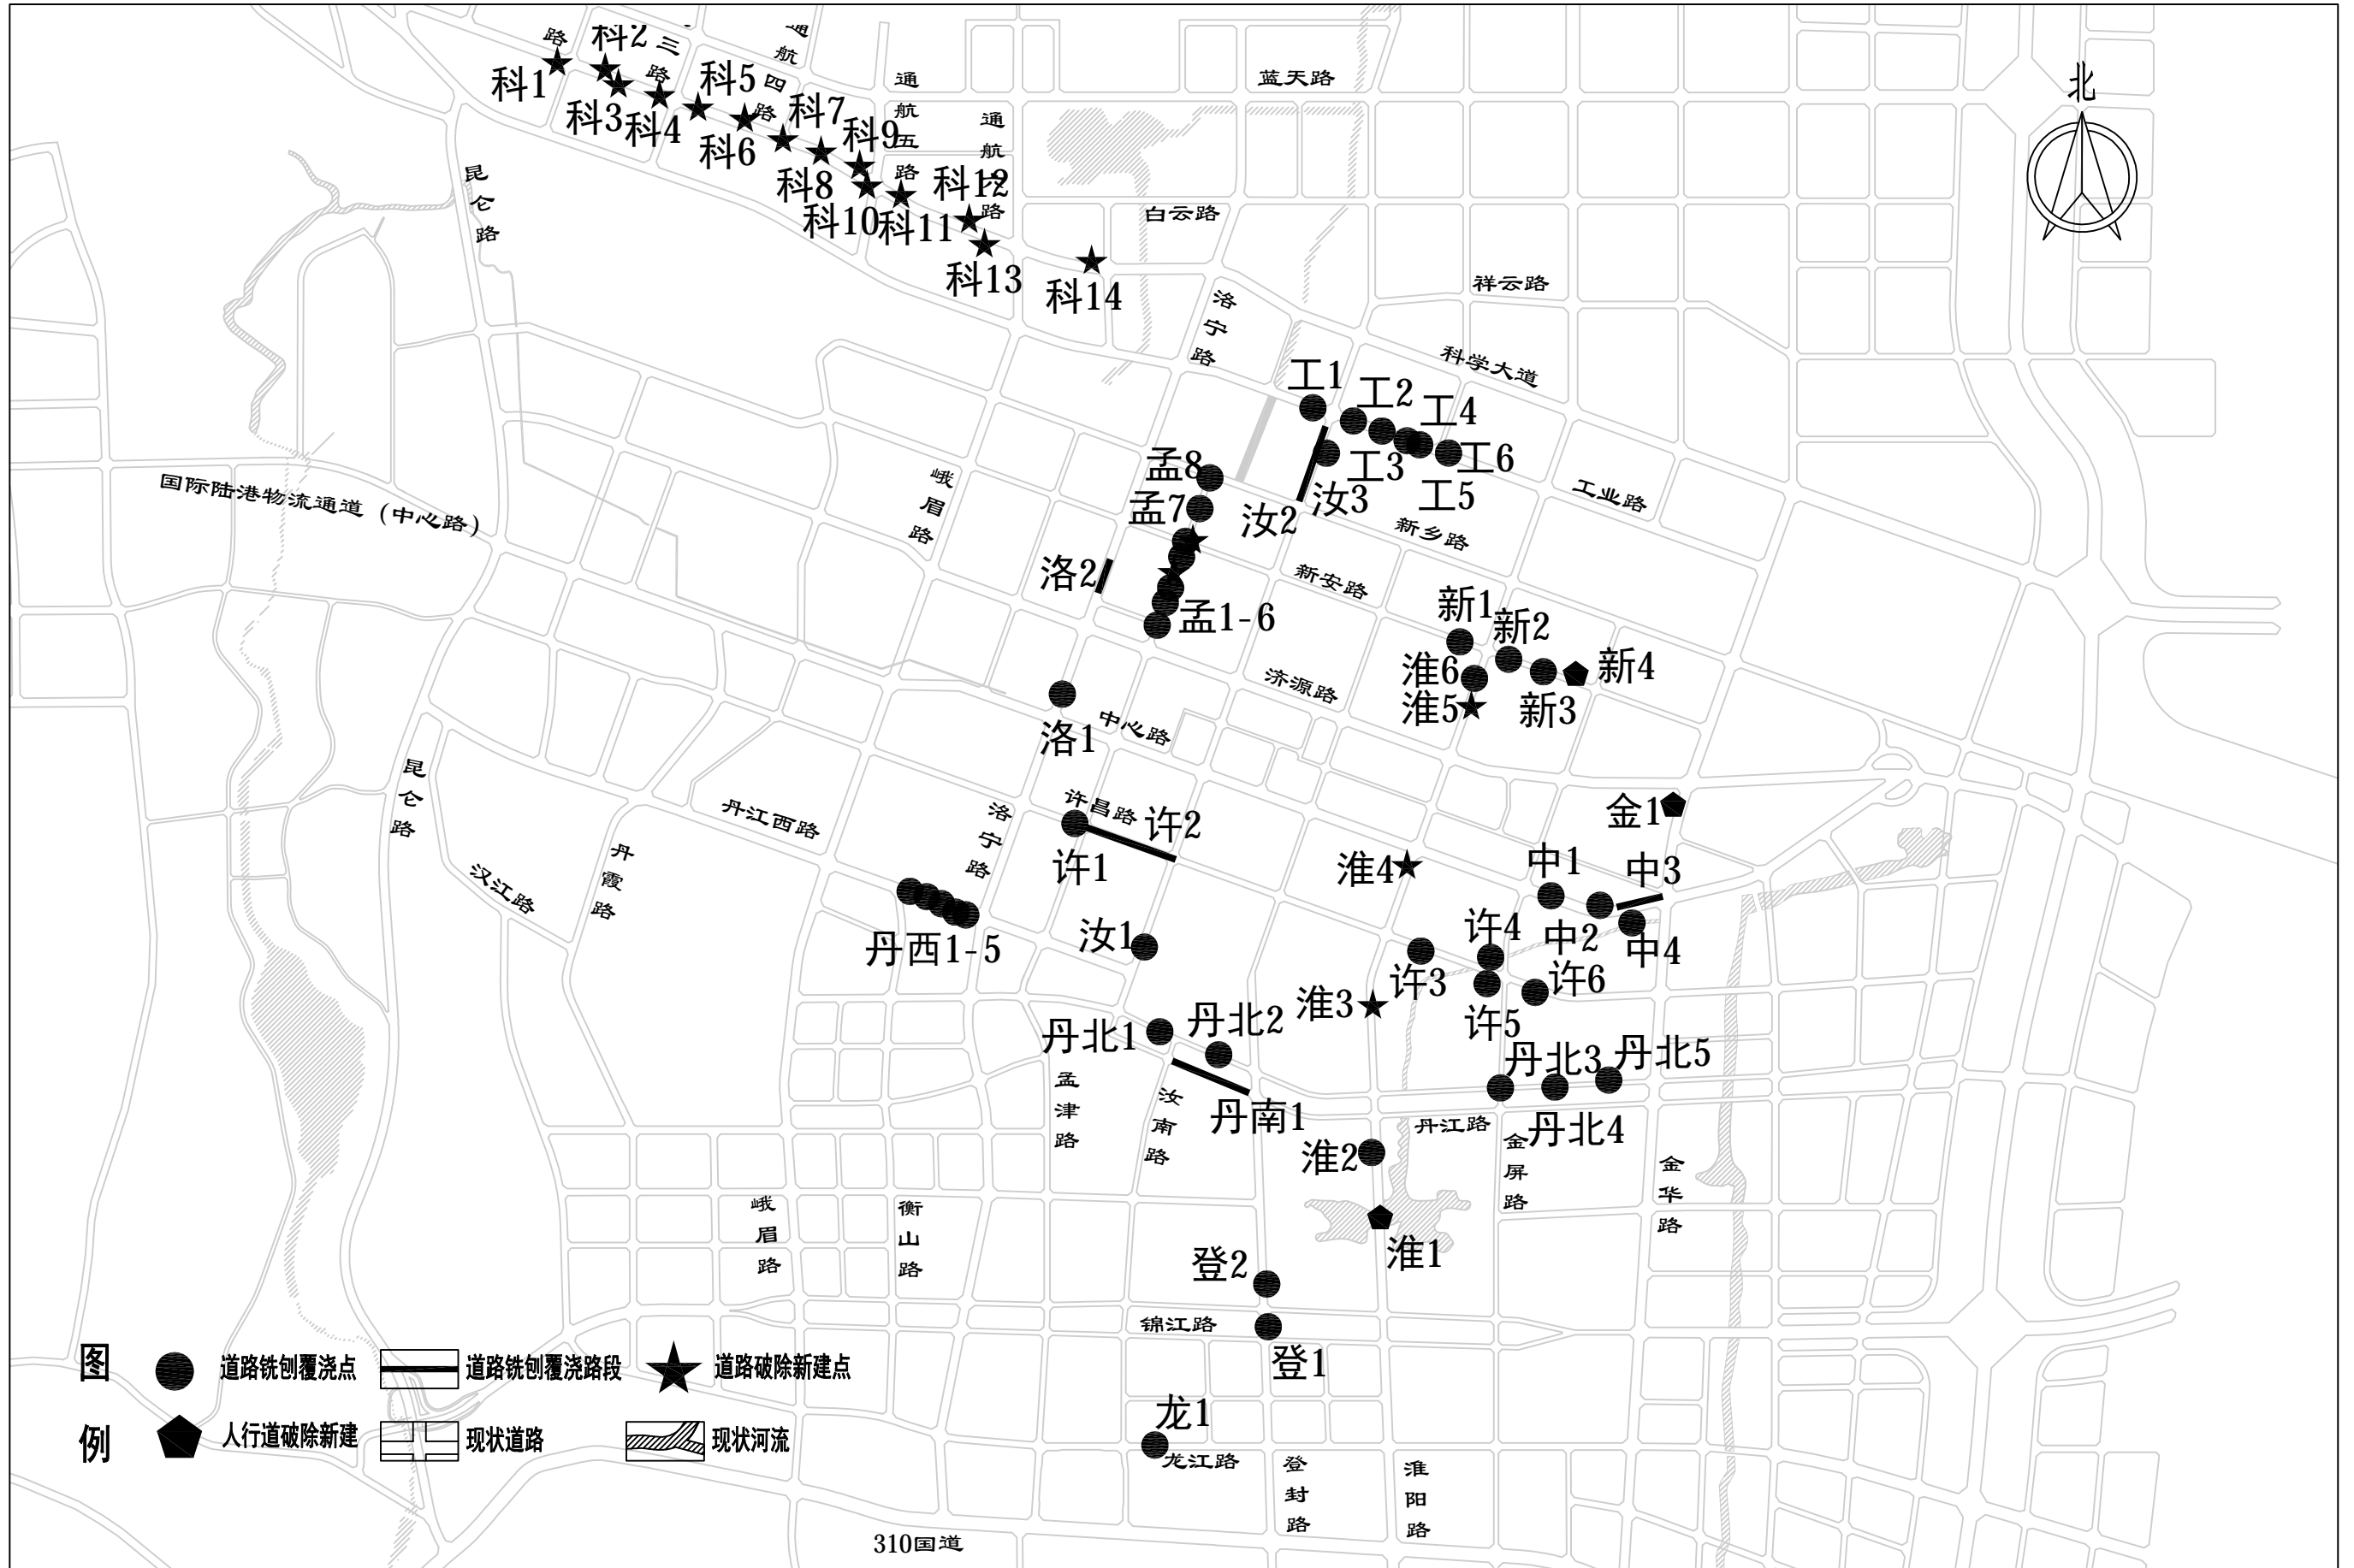 路
科2
三路
通航四路
科1
科3
科4
科5
科6
科7
科8
科9
科10
科11
科12
科13
科14
通航五路
通航
路
蓝天路
北
昆仑路
白云路
祥云路
洛宁路
科学大道
工1
工2
工4
工3
工6
工5
工业路
国际陆港物流通道（中心路）
峨眉路
孟8
孟7
汝2
汝3
新乡路
洛2
新安路
孟1-6
新1
新2
淮6
新4
淮5
新3
济源路
洛1
中心路
昆仑路
丹江西路
洛宁路
许昌路
许2
许1
金1
汉江路
丹霞路
淮4
中1
中3
丹西1-5
汝1
许4
中2
中4
许3
许6
淮3
许5
丹北1
丹北2
丹北3
丹北5
孟津路
汝南路
丹南1
丹江路
丹北4
淮2
金屏路
金华路
峨眉路
衡山路
淮1
登2
锦江路
登1
龙1
龙江路
登封路
淮阳路
310国道
图例
道路铣刨覆浇点
道路铣刨覆浇路段
道路破除新建点
人行道破除新建
现状道路
现状河流